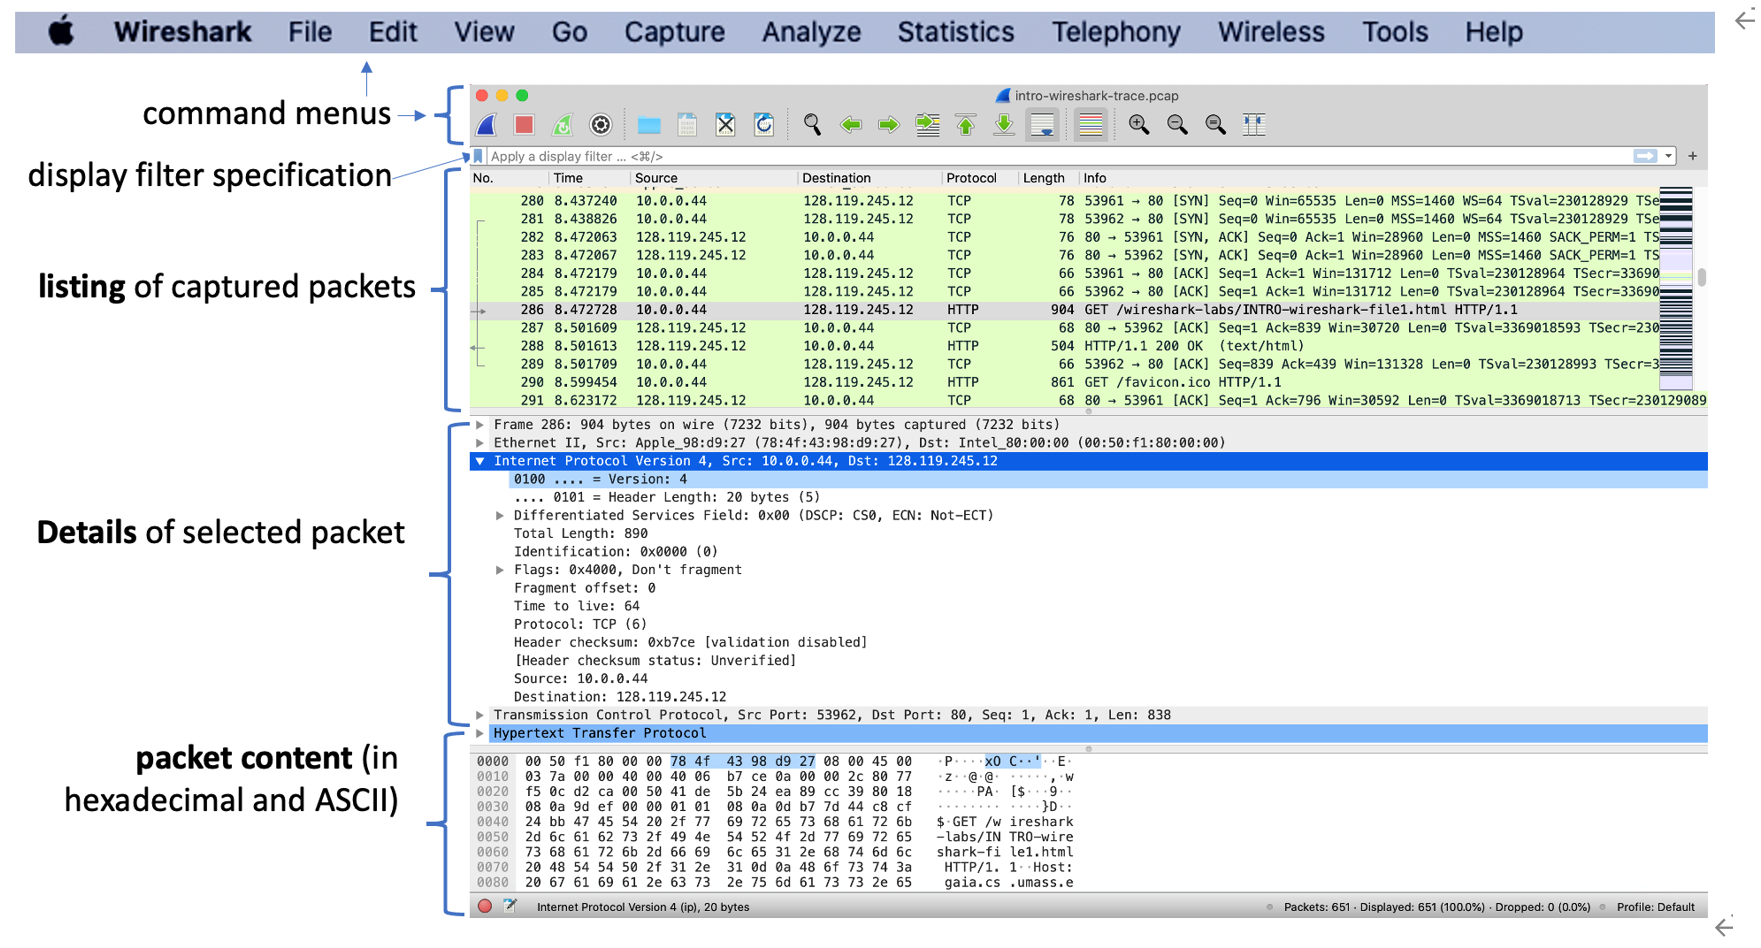 Wireshark File Edit View Go Capture Analyze Statistics Telephony Wireless Tools Help
command menus
intro-wireshark-trace.pcap
display filter specification
Apply a display filter ... <⌘/>
+
No. Time Source Destination Protocol Length Info
280 8.437240 10.0.0.44 128.119.245.12 TCP 78 53961 → 80 [SYN] Seq=0 Win=65535 Len=0 MSS=1460 WS=64 TSval=230128929 TSe
281 8.438826 10.0.0.44 128.119.245.12 TCP 78 53962 → 80 [SYN] Seq=0 Win=65535 Len=0 MSS=1460 WS=64 TSval=230128929 TSe
282 8.472063 128.119.245.12 10.0.0.44 TCP 76 80 → 53961 [SYN, ACK] Seq=0 Ack=1 Win=28960 Len=0 MSS=1460 SACK_PERM=1 TS
283 8.472067 128.119.245.12 10.0.0.44 TCP 76 80 → 53962 [SYN, ACK] Seq=0 Ack=1 Win=28960 Len=0 MSS=1460 SACK_PERM=1 TS
284 8.472179 10.0.0.44 128.119.245.12 TCP 66 53961 → 80 [ACK] Seq=1 Ack=1 Win=131712 Len=0 TSval=230128964 TSecr=33690
285 8.472179 10.0.0.44 128.119.245.12 TCP 66 53962 → 80 [ACK] Seq=1 Ack=1 Win=131712 Len=0 TSval=230128964 TSecr=33690
286 8.472728 10.0.0.44 128.119.245.12 HTTP 904 GET /wireshark-labs/INTRO-wireshark-file1.html HTTP/1.1
287 8.501609 128.119.245.12 10.0.0.44 TCP 68 80 → 53962 [ACK] Seq=1 Ack=839 Win=30720 Len=0 TSval=3369018593 TSecr=230
288 8.501613 128.119.245.12 10.0.0.44 HTTP 504 HTTP/1.1 200 OK (text/html)
289 8.501709 10.0.0.44 128.119.245.12 TCP 66 53962 → 80 [ACK] Seq=839 Ack=439 Win=131328 Len=0 TSval=230128993 TSecr=3
290 8.599454 10.0.0.44 128.119.245.12 HTTP 861 GET /favicon.ico HTTP/1.1
291 8.623172 128.119.245.12 10.0.0.44 TCP 68 80 → 53961 [ACK] Seq=1 Ack=796 Win=30592 Len=0 TSval=3369018713 TSecr=230129089
listing of captured packets
Frame 286: 904 bytes on wire (7232 bits), 904 bytes captured (7232 bits)
Ethernet II, Src: Apple_98:d9:27 (78:4f:43:98:d9:27), Dst: Intel_80:00:00 (00:50:f1:80:00:00)
Internet Protocol Version 4, Src: 10.0.0.44, Dst: 128.119.245.12
0100 .... = Version: 4
.... 0101 = Header Length: 20 bytes (5)
Differentiated Services Field: 0x00 (DSCP: CS0, ECN: Not-ECT)
Total Length: 890
Identification: 0x0000 (0)
Flags: 0x4000, Don't fragment
Fragment offset: 0
Time to live: 64
Protocol: TCP (6)
Header checksum: 0xb7ce [validation disabled]
[Header checksum status: Unverified]
Source: 10.0.0.44
Destination: 128.119.245.12
Transmission Control Protocol, Src Port: 53962, Dst Port: 80, Seq: 1, Ack: 1, Len: 838
Hypertext Transfer Protocol
Details of selected packet
packet content (in
hexadecimal and ASCII)
0000 00 50 f1 80 00 00 78 4f 43 98 d9 27 08 00 45 00 ·P····xO C··'··E·
0010 03 7a 00 00 40 00 40 06 b7 ce 0a 00 00 2c 80 77 ·z··@·@· ·····,·w
0020 f5 0c d2 ca 00 50 41 de 5b 24 ea 89 cc 39 80 18 ·····PA· [$···9··
0030 08 0a 9d ef 00 00 01 01 08 0a 0d b7 7d 44 c8 cf ········ ····}D··
0040 24 bb 47 45 54 20 2f 77 69 72 65 73 68 61 72 6b $·GET /w ireshark
0050 2d 6c 61 62 73 2f 49 4e 54 52 4f 2d 77 69 72 65 -labs/IN TRO-wire
0060 73 68 61 72 6b 2d 66 69 6c 65 31 2e 68 74 6d 6c shark-fi le1.html
0070 20 48 54 54 50 2f 31 2e 31 0d 0a 48 6f 73 74 3a HTTP/1. 1··Host:
0080 20 67 61 69 61 2e 63 73 2e 75 6d 61 73 73 2e 65 gaia.cs .umass.e
Internet Protocol Version 4 (ip), 20 bytes
Packets: 651 · Displayed: 651 (100.0%) · Dropped: 0 (0.0%)
Profile: Default